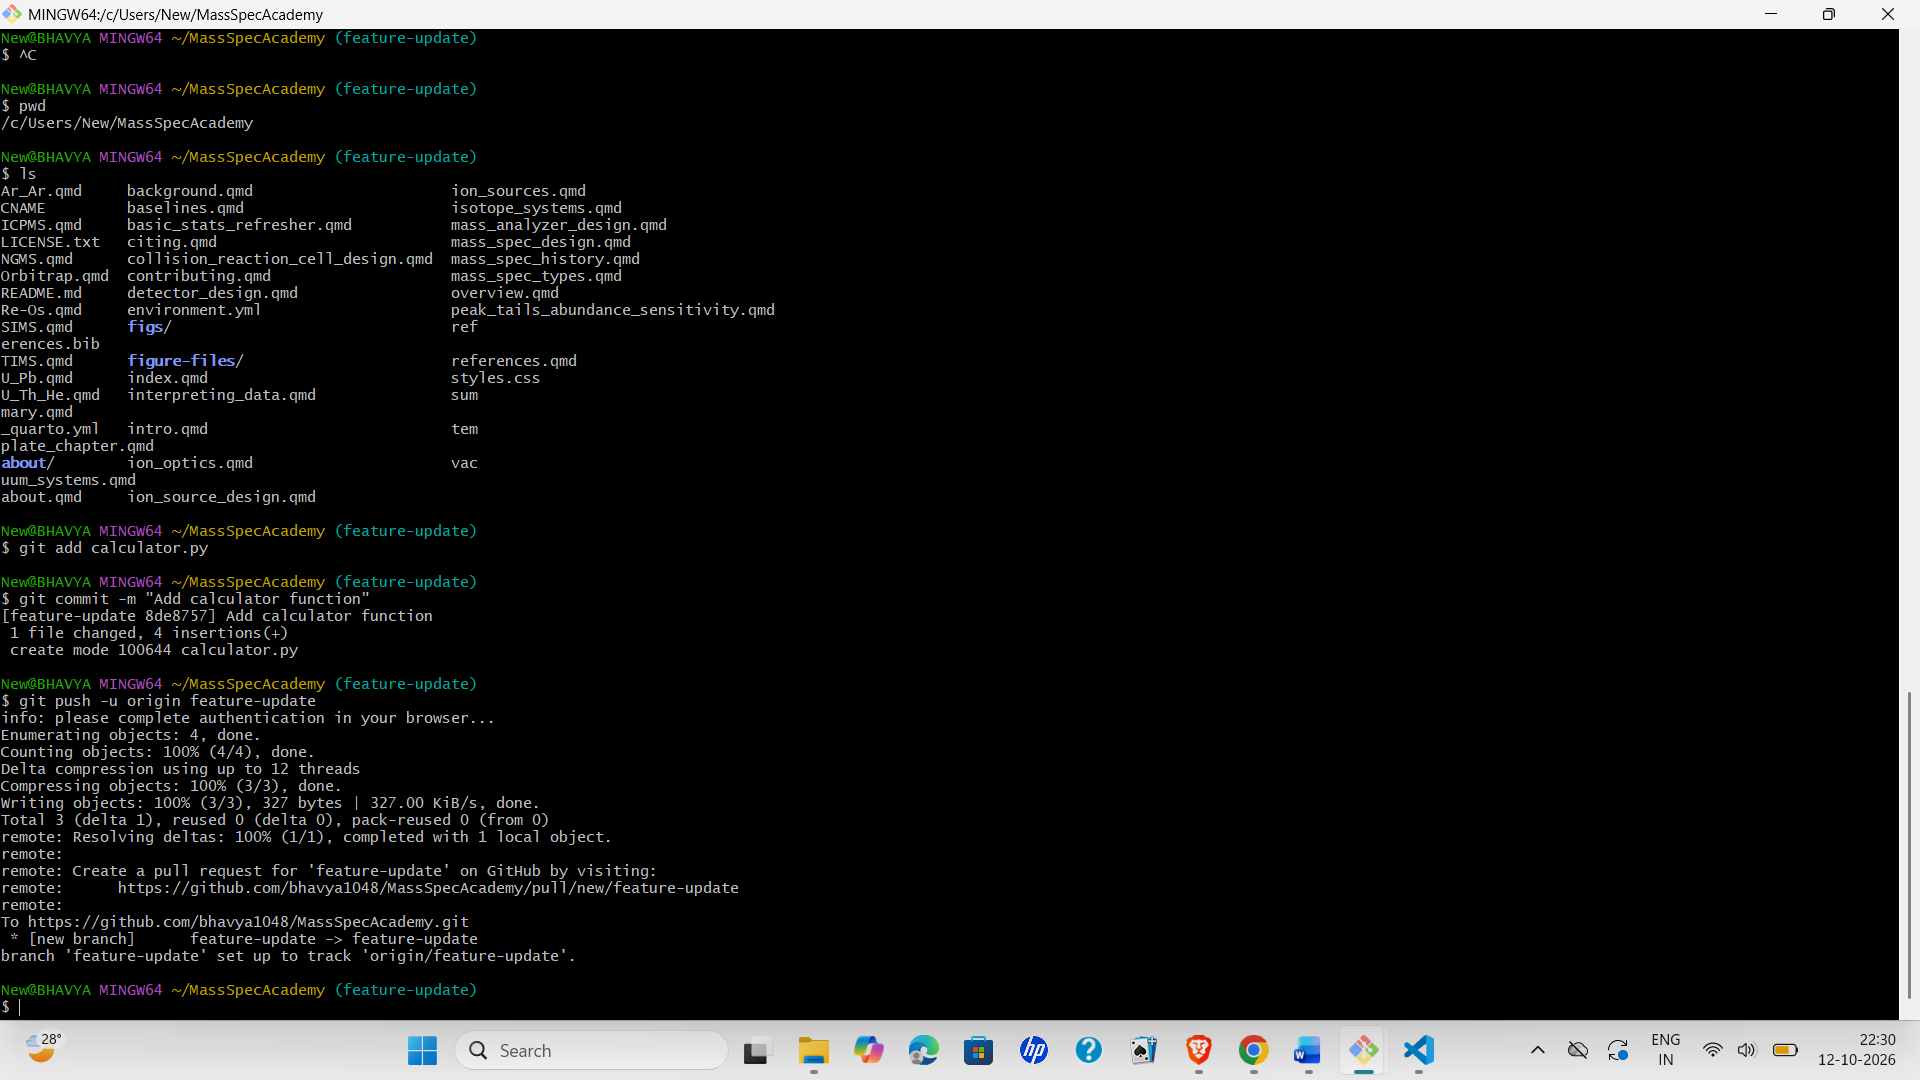 MINGW64:/c/Users/New/MassSpecAcademy
New@BHAVYA MINGW64 ~/MassSpecAcademy (feature-update)
$ ^C
New@BHAVYA MINGW64 ~/MassSpecAcademy (feature-update)
$ pwd
/c/Users/New/MassSpecAcademy
New@BHAVYA MINGW64 ~/MassSpecAcademy (feature-update)
$ ls
Ar_Ar.qmd     background.qmd                      ion_sources.qmd
CNAME         baselines.qmd                       isotope_systems.qmd
ICPMS.qmd     basic_stats_refresher.qmd           mass_analyzer_design.qmd
LICENSE.txt   citing.qmd                          mass_spec_design.qmd
NGMS.qmd      collision_reaction_cell_design.qmd  mass_spec_history.qmd
Orbitrap.qmd  contributing.qmd                    mass_spec_types.qmd
README.md     detector_design.qmd                 overview.qmd
Re-Os.qmd     environment.yml                     peak_tails_abundance_sensitivity.qmd
SIMS.qmd      figs/                               ref
erences.bib
TIMS.qmd      figure-files/                       references.qmd
U_Pb.qmd      index.qmd                           styles.css
U_Th_He.qmd   interpreting_data.qmd               sum
mary.qmd
_quarto.yml   intro.qmd                           tem
plate_chapter.qmd
about/        ion_optics.qmd                      vac
uum_systems.qmd
about.qmd     ion_source_design.qmd
New@BHAVYA MINGW64 ~/MassSpecAcademy (feature-update)
$ git add calculator.py
New@BHAVYA MINGW64 ~/MassSpecAcademy (feature-update)
$ git commit -m "Add calculator function"
[feature-update 8de8757] Add calculator function
 1 file changed, 4 insertions(+)
 create mode 100644 calculator.py
New@BHAVYA MINGW64 ~/MassSpecAcademy (feature-update)
$ git push -u origin feature-update
info: please complete authentication in your browser...
Enumerating objects: 4, done.
Counting objects: 100% (4/4), done.
Delta compression using up to 12 threads
Compressing objects: 100% (3/3), done.
Writing objects: 100% (3/3), 327 bytes | 327.00 KiB/s, done.
Total 3 (delta 1), reused 0 (delta 0), pack-reused 0 (from 0)
remote: Resolving deltas: 100% (1/1), completed with 1 local object.
remote:
remote: Create a pull request for 'feature-update' on GitHub by visiting:
remote:      https://github.com/bhavya1048/MassSpecAcademy/pull/new/feature-update
remote:
To https://github.com/bhavya1048/MassSpecAcademy.git
 * [new branch]      feature-update -> feature-update
branch 'feature-update' set up to track 'origin/feature-update'.
New@BHAVYA MINGW64 ~/MassSpecAcademy (feature-update)
$
28°
Search
hp
?
W
ENG
IN
22:30
12-10-2026